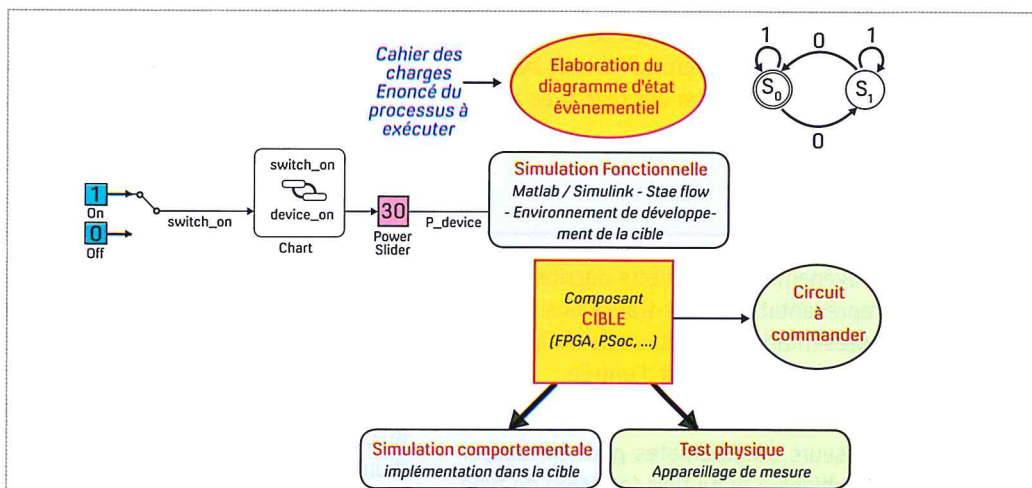 Cahier des
charges
Enoncé du
processus à
exécuter
Elaboration du
diagramme d'état
évènementiel
1
0
1
S0
S1
0
1
On
0
Off
switch_on
switch_on
device_on
Chart
30
Power
Slider
P_device
Simulation Fonctionnelle
Matlab / Simulink - Stae flow
- Environnement de développe-
ment de la cible
Composant
CIBLE
(FPGA, PSoc, ...)
Circuit
à
commander
Simulation comportementale
implémentation dans la cible
Test physique
Appareillage de mesure